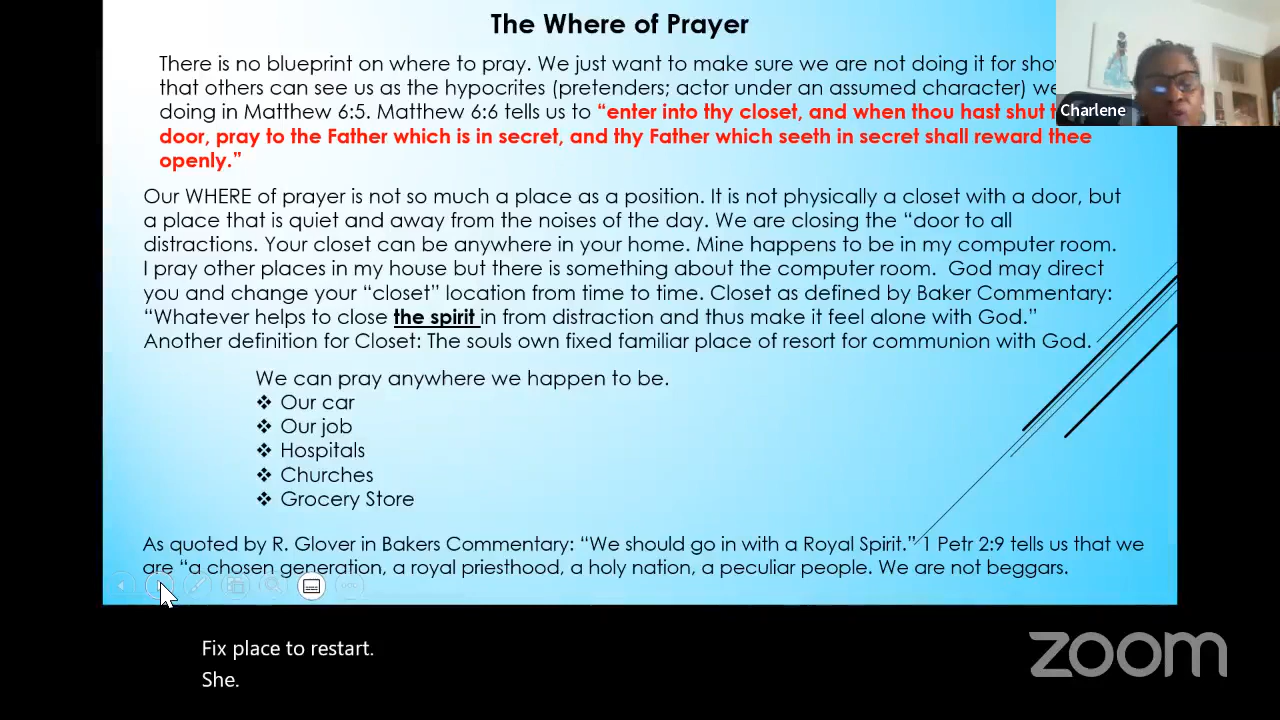 The Where of Prayer
There is no blueprint on where to pray. We just want to make sure we are not doing it for
that others can see us as the hypocrites (pretenders; actor under an assumed character)
doing in Matthew 6:5. Matthew 6:6 tells us to “enter into thy closet, and when thou hast shut
door, pray to the Father which is in secret, and thy Father which seeth in secret shall reward thee
openly.”
Charlene
Our WHERE of prayer is not so much a place as a position. It is not physically a closet with a door, but
a place that is quiet and away from the noises of the day. We are closing the “door to all
distractions. Your closet can be anywhere in your home. Mine happens to be in my computer room.
I pray other places in my house but there is something about the computer room. God may direct
you and change your “closet” location from time to time. Closet as defined by Baker Commentary:
“Whatever helps to close the spirit in from distraction and thus make it feel alone with God.”
Another definition for Closet: The souls own fixed familiar place of resort for communion with God.
We can pray anywhere we happen to be.
❖ Our car
❖ Our job
❖ Hospitals
❖ Churches
❖ Grocery Store
As quoted by R. Glover in Bakers Commentary: “We should go in with a Royal Spirit.” 1 Petr 2:9 tells us that we
are “a chosen generation, a royal priesthood, a holy nation, a peculiar people. We are not beggars.
Fix place to restart.
She.
zoom